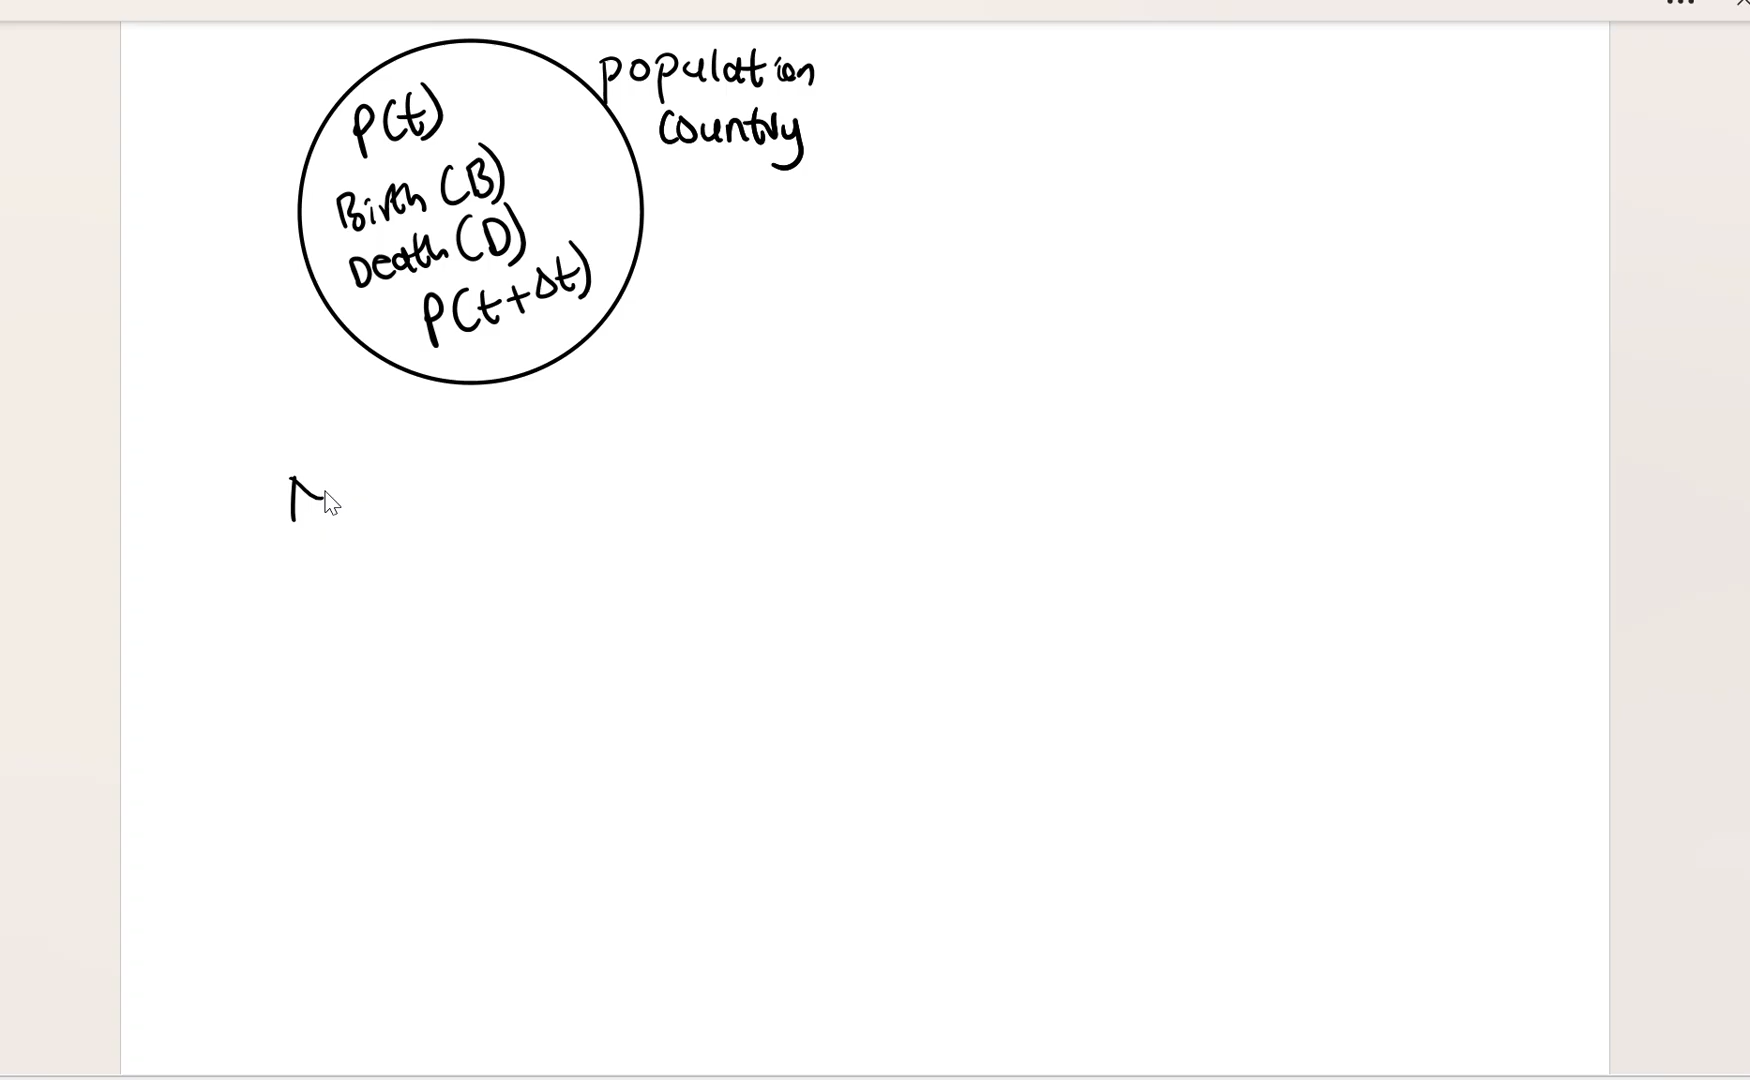 population
country
P(t)
Birth (B)
Death (D)
P(t+Δt)